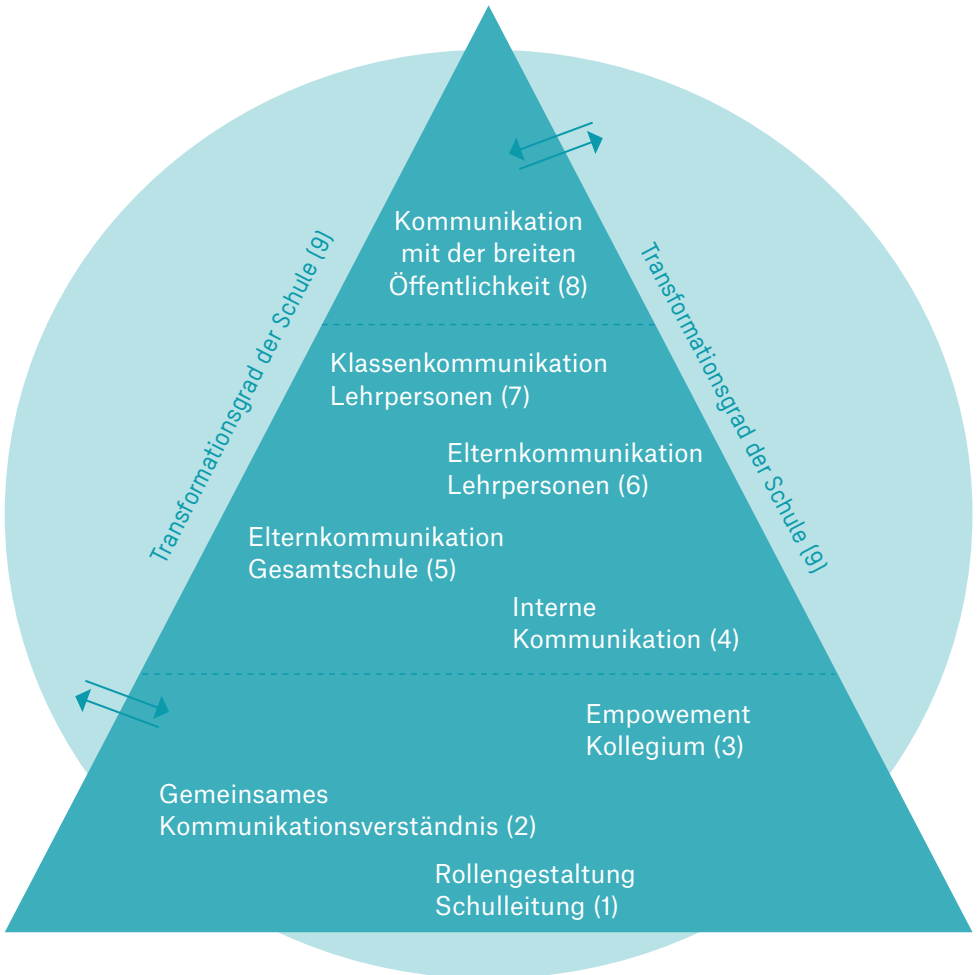 Kommunikation
mit der breiten
Öffentlichkeit (8)
Transformationsgrad der Schule (9)
Transformationsgrad der Schule (9)
Klassenkommunikation
Lehrpersonen (7)
Elternkommunikation
Lehrpersonen (6)
Elternkommunikation
Gesamtschule (5)
Interne
Kommunikation (4)
Empowement
Kollegium (3)
Gemeinsames
Kommunikationsverständnis (2)
Rollengestaltung
Schulleitung (1)